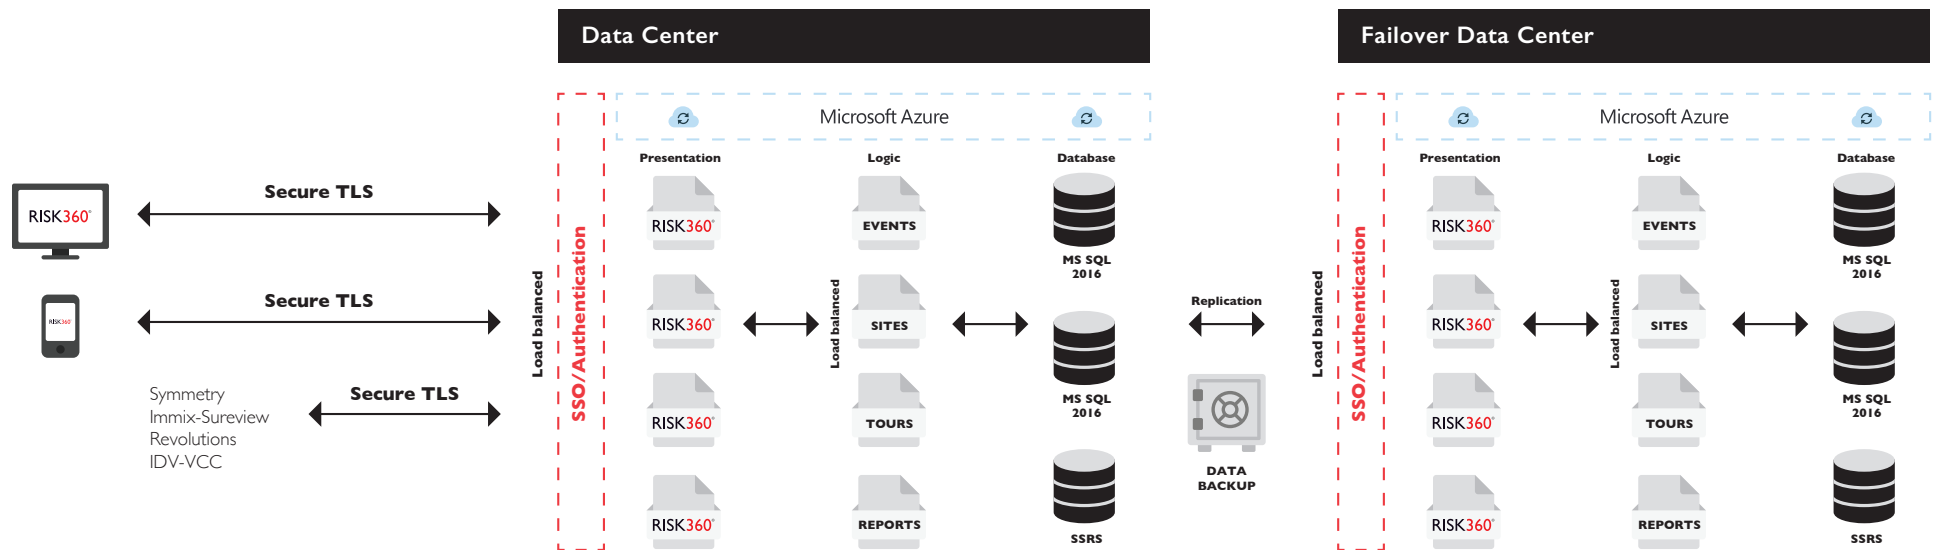 Data Center
Failover Data Center
Microsoft Azure
Microsoft Azure
Presentation
Logic
Database
Presentation
Logic
Database
RISK360®
Secure TLS
RISK360®
EVENTS
MS SQL
2016
RISK360®
EVENTS
MS SQL
2016
RISK360®
Secure TLS
Load balanced
SSO/Authentication
RISK360®
Load balanced
SITES
MS SQL
2016
Replication
Load balanced
SSO/Authentication
RISK360®
Load balanced
SITES
MS SQL
2016
Symmetry
Immix-Sureview
Revolutions
IDV-VCC
Secure TLS
RISK360®
TOURS
DATA
BACKUP
RISK360®
TOURS
RISK360®
REPORTS
SSRS
RISK360®
REPORTS
SSRS